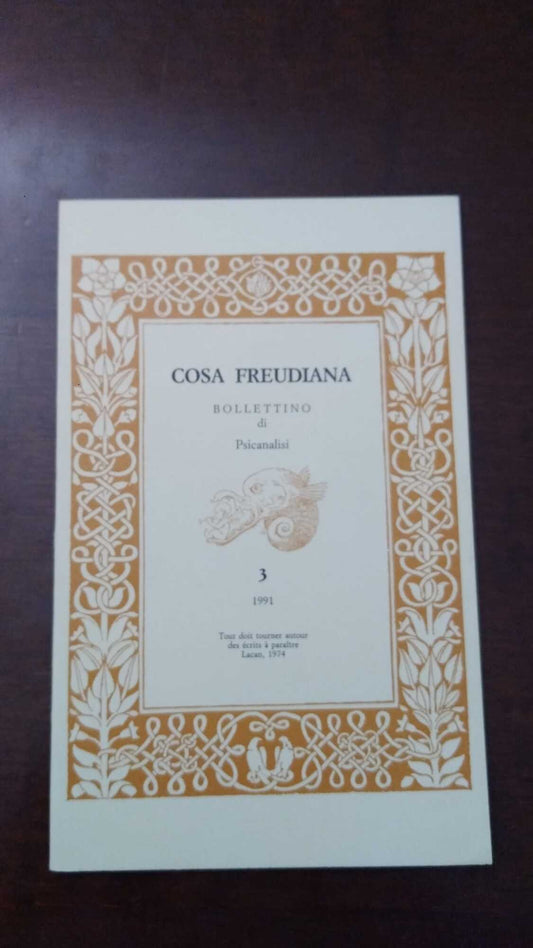 COSA FREUDIANA
BOLLETTINO
di
Psicanalisi
3
1991
Tout doit tourner autour
des écrits à paraître
Lacan, 1974